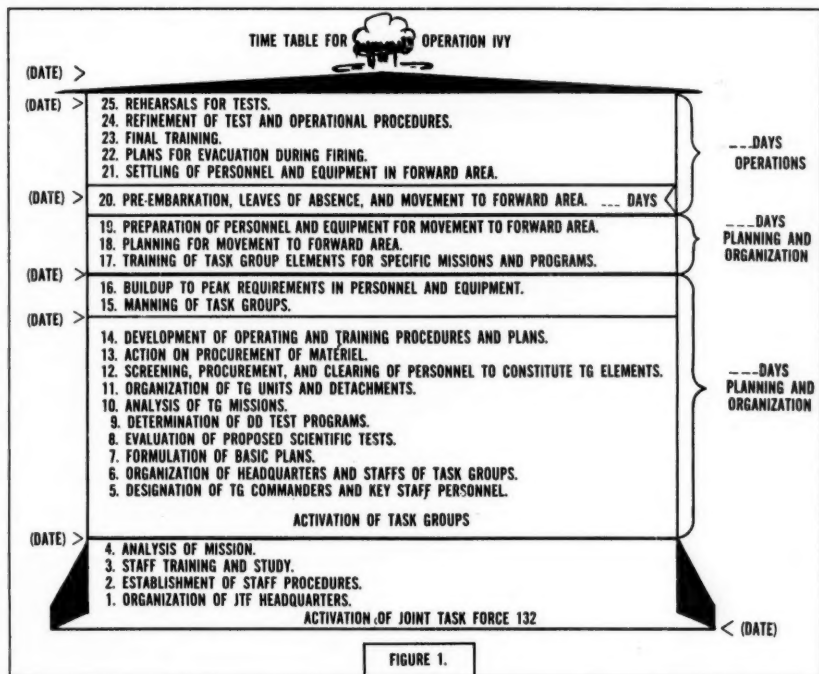 TIME TABLE FOR OPERATION IVY
(DATE) >
(DATE) >
25. REHEARSALS FOR TESTS.
24. REFINEMENT OF TEST AND OPERATIONAL PROCEDURES.
23. FINAL TRAINING.
22. PLANS FOR EVACUATION DURING FIRING.
21. SETTLING OF PERSONNEL AND EQUIPMENT IN FORWARD AREA.
___DAYS
OPERATIONS
(DATE) >
20. PRE-EMBARKATION, LEAVES OF ABSENCE, AND MOVEMENT TO FORWARD AREA. ___ DAYS
19. PREPARATION OF PERSONNEL AND EQUIPMENT FOR MOVEMENT TO FORWARD AREA.
18. PLANNING FOR MOVEMENT TO FORWARD AREA.
17. TRAINING OF TASK GROUP ELEMENTS FOR SPECIFIC MISSIONS AND PROGRAMS.
___DAYS
PLANNING AND
ORGANIZATION
(DATE) >
16. BUILDUP TO PEAK REQUIREMENTS IN PERSONNEL AND EQUIPMENT.
15. MANNING OF TASK GROUPS.
(DATE) >
14. DEVELOPMENT OF OPERATING AND TRAINING PROCEDURES AND PLANS.
13. ACTION ON PROCUREMENT OF MATÉRIEL.
12. SCREENING, PROCUREMENT, AND CLEARING OF PERSONNEL TO CONSTITUTE TG ELEMENTS.
11. ORGANIZATION OF TG UNITS AND DETACHMENTS.
10. ANALYSIS OF TG MISSIONS.
9. DETERMINATION OF DD TEST PROGRAMS.
8. EVALUATION OF PROPOSED SCIENTIFIC TESTS.
7. FORMULATION OF BASIC PLANS.
6. ORGANIZATION OF HEADQUARTERS AND STAFFS OF TASK GROUPS.
5. DESIGNATION OF TG COMMANDERS AND KEY STAFF PERSONNEL.
ACTIVATION OF TASK GROUPS
___DAYS
PLANNING AND
ORGANIZATION
(DATE) >
4. ANALYSIS OF MISSION.
3. STAFF TRAINING AND STUDY.
2. ESTABLISHMENT OF STAFF PROCEDURES.
1. ORGANIZATION OF JTF HEADQUARTERS.
ACTIVATION OF JOINT TASK FORCE 132
< (DATE)
FIGURE 1.